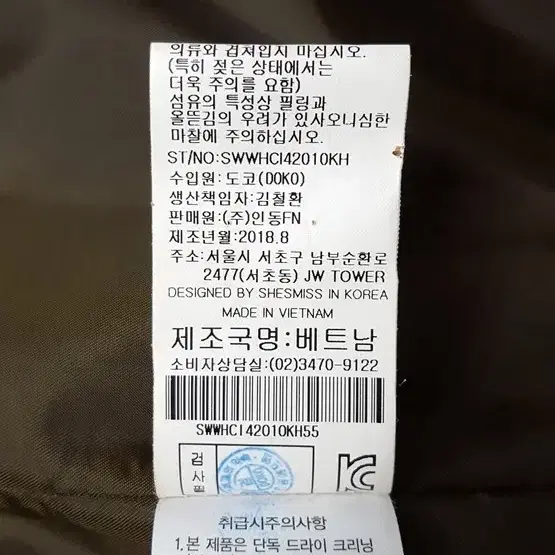 의류와 겹쳐입지 마십시오.
(특히 젖은 상태에서는
더욱 주의를 요함)
섬유의 특성상 필링과
올뜯김의 우려가 있사오니심한
마찰에 주의하십시오.
ST/NO:SWWHCI42010KH
수입원:도코(DOKO)
생산책임자:김철환
판매원:(주)인동FN
제조년월:2018.8
주소:서울시 서초구 남부순환로
2477(서초동) JW TOWER
DESIGNED BY SHESMISS IN KOREA
MADE IN VIETNAM
제조국명:베트남
소비자상담실:(02)3470-9122
SWWHCI42010KH55
검사필
취급시주의사항
1.본 제품은 단독 드라이 크리닝